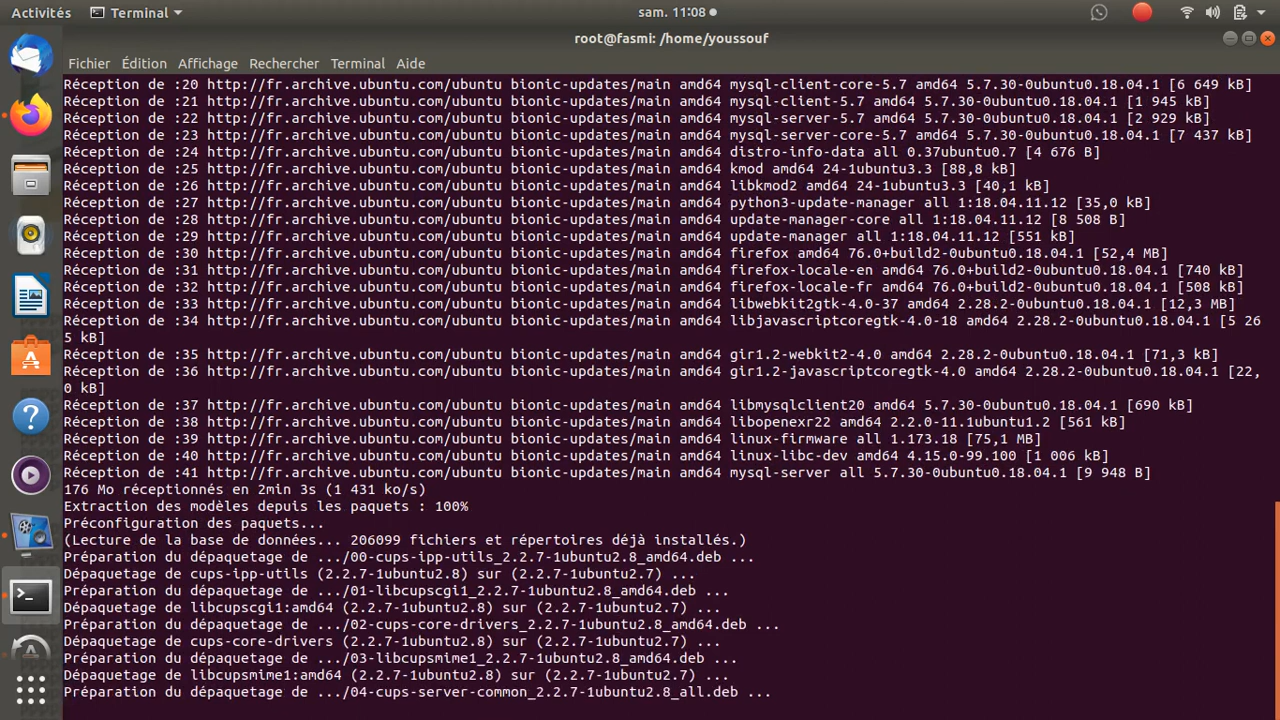 Activités
Terminal
sam. 11:08
root@fasmi: /home/youssouf
Fichier Édition Affichage Rechercher Terminal Aide
Réception de :20 http://fr.archive.ubuntu.com/ubuntu bionic-updates/main amd64 mysql-client-core-5.7 amd64 5.7.30-0ubuntu0.18.04.1 [6 649 kB]
Réception de :21 http://fr.archive.ubuntu.com/ubuntu bionic-updates/main amd64 mysql-client-5.7 amd64 5.7.30-0ubuntu0.18.04.1 [1 945 kB]
Réception de :22 http://fr.archive.ubuntu.com/ubuntu bionic-updates/main amd64 mysql-server-5.7 amd64 5.7.30-0ubuntu0.18.04.1 [2 929 kB]
Réception de :23 http://fr.archive.ubuntu.com/ubuntu bionic-updates/main amd64 mysql-server-core-5.7 amd64 5.7.30-0ubuntu0.18.04.1 [7 437 kB]
Réception de :24 http://fr.archive.ubuntu.com/ubuntu bionic-updates/main amd64 distro-info-data all 0.37ubuntu0.7 [4 676 B]
Réception de :25 http://fr.archive.ubuntu.com/ubuntu bionic-updates/main amd64 kmod amd64 24-1ubuntu3.3 [88,8 kB]
Réception de :26 http://fr.archive.ubuntu.com/ubuntu bionic-updates/main amd64 libkmod2 amd64 24-1ubuntu3.3 [40,1 kB]
Réception de :27 http://fr.archive.ubuntu.com/ubuntu bionic-updates/main amd64 python3-update-manager all 1:18.04.11.12 [35,0 kB]
Réception de :28 http://fr.archive.ubuntu.com/ubuntu bionic-updates/main amd64 update-manager-core all 1:18.04.11.12 [8 508 B]
Réception de :29 http://fr.archive.ubuntu.com/ubuntu bionic-updates/main amd64 update-manager all 1:18.04.11.12 [551 kB]
Réception de :30 http://fr.archive.ubuntu.com/ubuntu bionic-updates/main amd64 firefox amd64 76.0+build2-0ubuntu0.18.04.1 [52,4 MB]
Réception de :31 http://fr.archive.ubuntu.com/ubuntu bionic-updates/main amd64 firefox-locale-en amd64 76.0+build2-0ubuntu0.18.04.1 [740 kB]
Réception de :32 http://fr.archive.ubuntu.com/ubuntu bionic-updates/main amd64 firefox-locale-fr amd64 76.0+build2-0ubuntu0.18.04.1 [508 kB]
Réception de :33 http://fr.archive.ubuntu.com/ubuntu bionic-updates/main amd64 libwebkit2gtk-4.0-37 amd64 2.28.2-0ubuntu0.18.04.1 [12,3 MB]
Réception de :34 http://fr.archive.ubuntu.com/ubuntu bionic-updates/main amd64 libjavascriptcoregtk-4.0-18 amd64 2.28.2-0ubuntu0.18.04.1 [5 26
5 kB]
Réception de :35 http://fr.archive.ubuntu.com/ubuntu bionic-updates/main amd64 gir1.2-webkit2-4.0 amd64 2.28.2-0ubuntu0.18.04.1 [71,3 kB]
Réception de :36 http://fr.archive.ubuntu.com/ubuntu bionic-updates/main amd64 gir1.2-javascriptcoregtk-4.0 amd64 2.28.2-0ubuntu0.18.04.1 [22,
0 kB]
Réception de :37 http://fr.archive.ubuntu.com/ubuntu bionic-updates/main amd64 libmysqlclient20 amd64 5.7.30-0ubuntu0.18.04.1 [690 kB]
Réception de :38 http://fr.archive.ubuntu.com/ubuntu bionic-updates/main amd64 libopenexr22 amd64 2.2.0-11.1ubuntu1.2 [561 kB]
Réception de :39 http://fr.archive.ubuntu.com/ubuntu bionic-updates/main amd64 linux-firmware all 1.173.18 [75,1 MB]
Réception de :40 http://fr.archive.ubuntu.com/ubuntu bionic-updates/main amd64 linux-libc-dev amd64 4.15.0-99.100 [1 006 kB]
Réception de :41 http://fr.archive.ubuntu.com/ubuntu bionic-updates/main amd64 mysql-server all 5.7.30-0ubuntu0.18.04.1 [9 948 B]
176 Mo réceptionnés en 2min 3s (1 431 ko/s)
Extraction des modèles depuis les paquets : 100%
Préconfiguration des paquets...
(Lecture de la base de données... 206099 fichiers et répertoires déjà installés.)
Préparation du dépaquetage de .../00-cups-ipp-utils_2.2.7-1ubuntu2.8_amd64.deb ...
Dépaquetage de cups-ipp-utils (2.2.7-1ubuntu2.8) sur (2.2.7-1ubuntu2.7) ...
Préparation du dépaquetage de .../01-libcupscgi1_2.2.7-1ubuntu2.8_amd64.deb ...
Dépaquetage de libcupscgi1:amd64 (2.2.7-1ubuntu2.8) sur (2.2.7-1ubuntu2.7) ...
Préparation du dépaquetage de .../02-cups-core-drivers_2.2.7-1ubuntu2.8_amd64.deb ...
Dépaquetage de cups-core-drivers (2.2.7-1ubuntu2.8) sur (2.2.7-1ubuntu2.7) ...
Préparation du dépaquetage de .../03-libcupsmime1_2.2.7-1ubuntu2.8_amd64.deb ...
Dépaquetage de libcupsmime1:amd64 (2.2.7-1ubuntu2.8) sur (2.2.7-1ubuntu2.7) ...
Préparation du dépaquetage de .../04-cups-server-common_2.2.7-1ubuntu2.8_all.deb ...